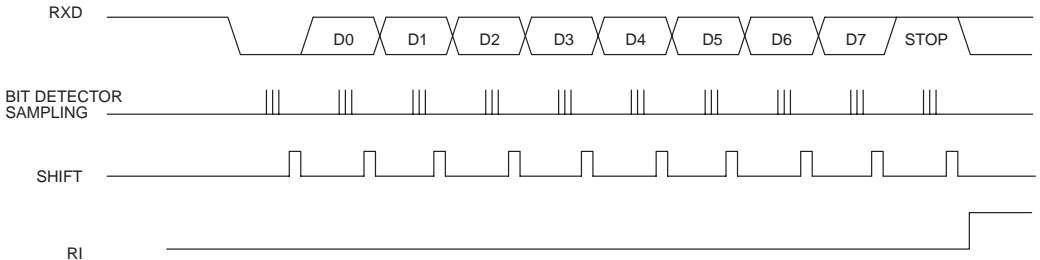 RXD
D0 D1 D2 D3 D4 D5 D6 D7 STOP
BIT DETECTOR
SAMPLING
SHIFT
RI